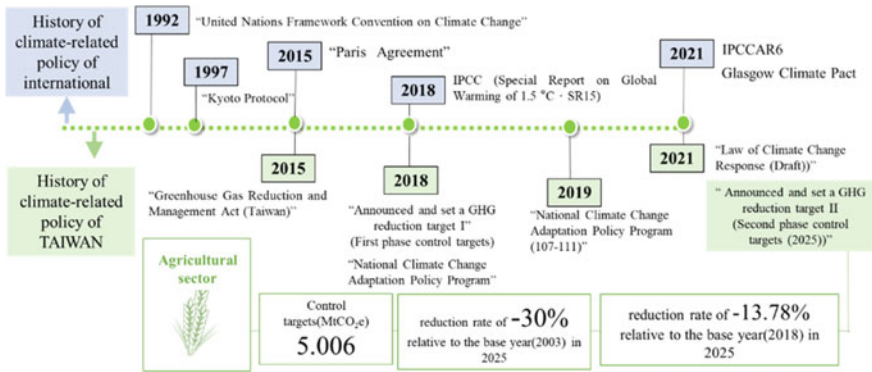 History of
climate-related
policy of
international
1992
“United Nations Framework Convention on Climate Change”
1997
“Kyoto Protocol”
2015
“Paris Agreement”
2018
IPCC (Special Report on Global
Warming of 1.5 °C · SR15)
2021
IPCCAR6
Glasgow Climate Pact
History of
climate-related
policy of
TAIWAN
2015
“Greenhouse Gas Reduction and
Management Act (Taiwan)”
2018
“Announced and set a GHG
reduction target I”
(First phase control targets)
“National Climate Change
Adaptation Policy Program”
2019
“National Climate Change
Adaptation Policy Program
(107-111)”
2021
“Law of Climate Change
Response (Draft))”
“ Announced and set a GHG
reduction target II
(Second phase control
targets (2025))”
Agricultural
sector
Control
targets(MtCO₂e)
5.006
reduction rate of -30%
relative to the base year(2003) in
2025
reduction rate of -13.78%
relative to the base year(2018) in
2025